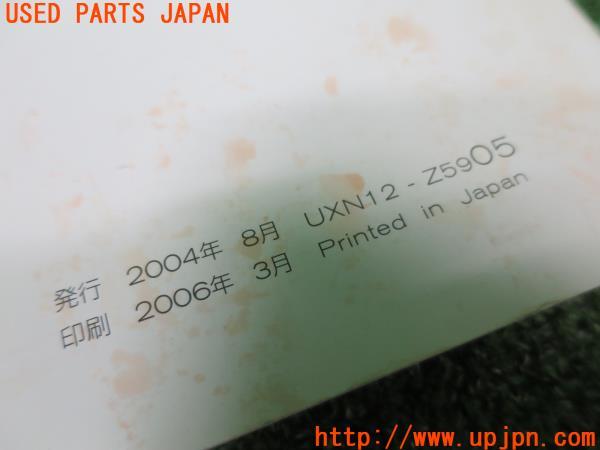 USED PARTS JAPAN
発行 2004年 8月 UXN12 - Z5905
印刷 2006年 3月 Printed in Japan
http://www.upjpn.com